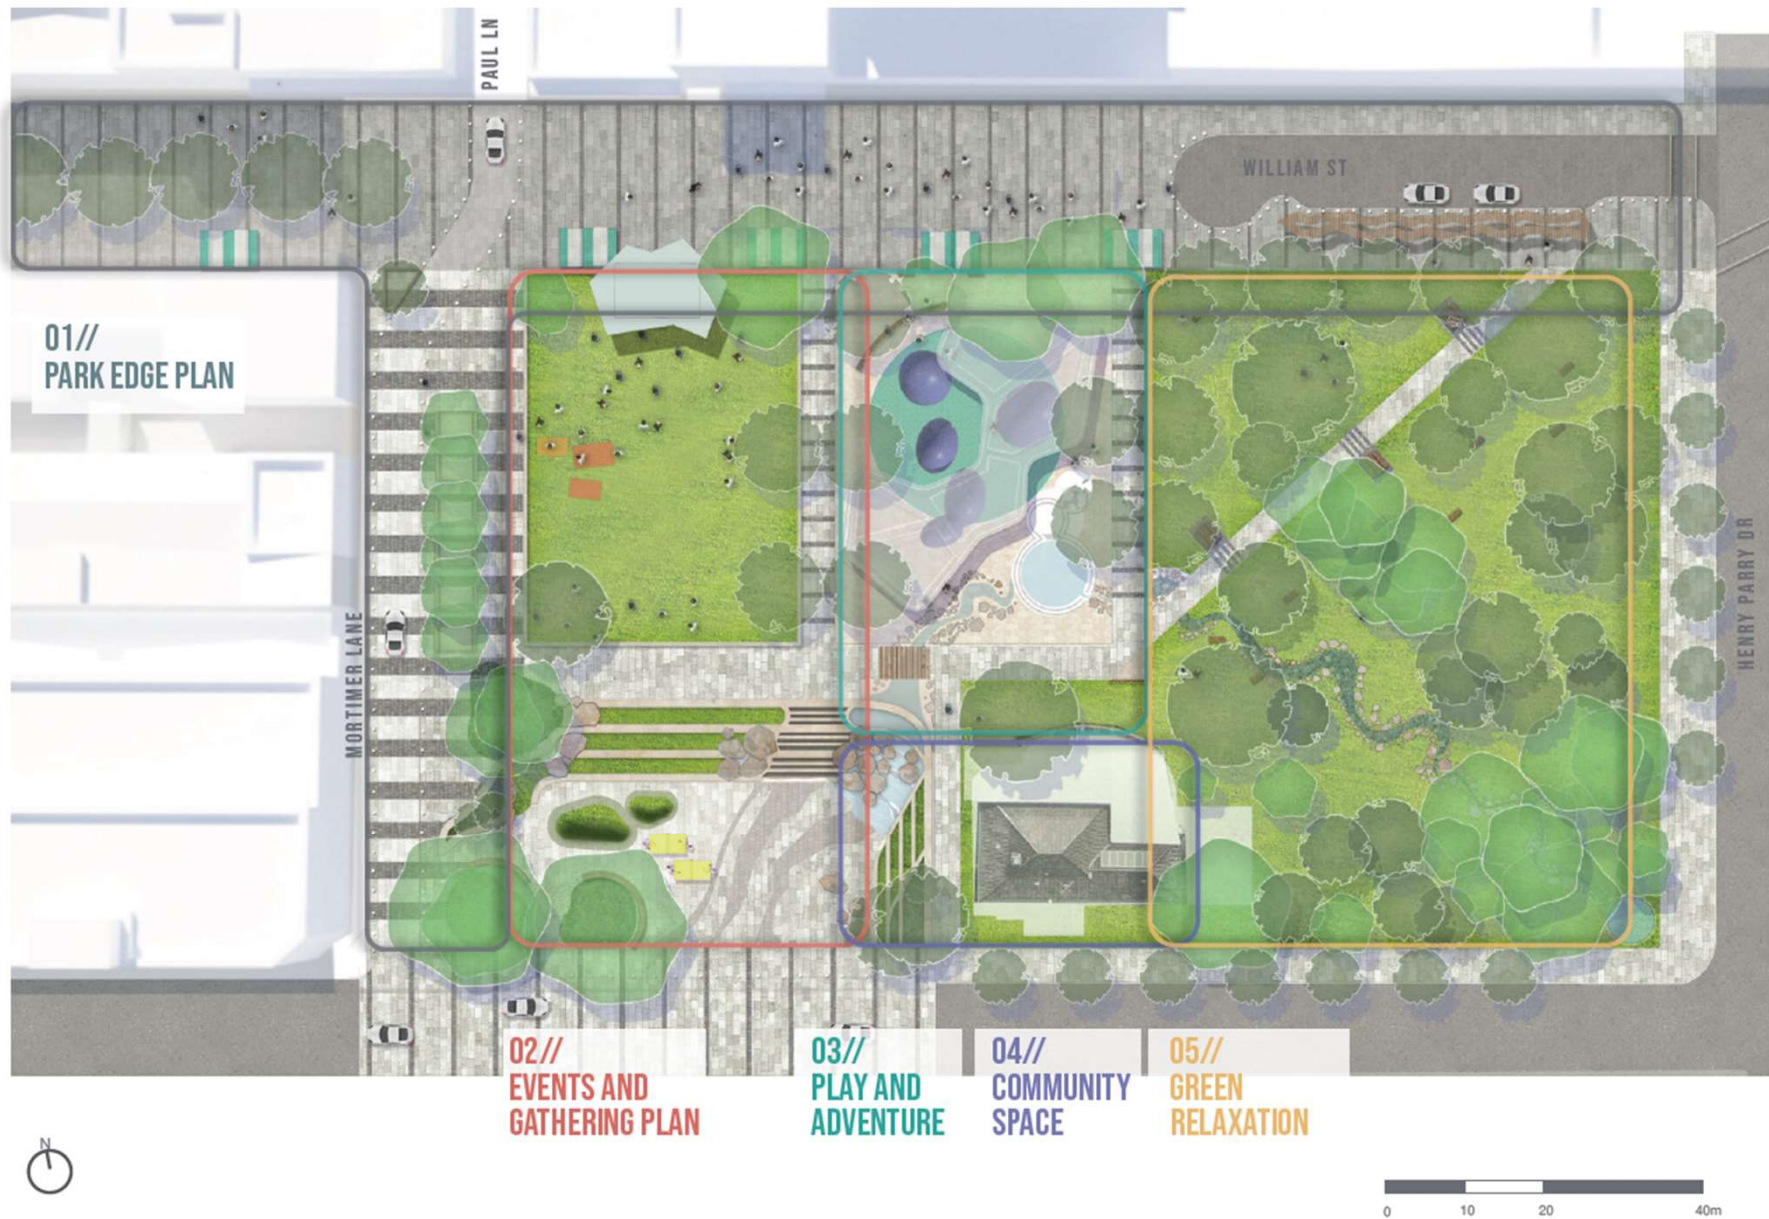 PAUL LN
WILLIAM ST
01//
PARK EDGE PLAN
MORTIMER LANE
HENRY PARRY DR
02//
EVENTS AND
GATHERING PLAN
03//
PLAY AND
ADVENTURE
04//
COMMUNITY
SPACE
05//
GREEN
RELAXATION
N
0 10 20 40m